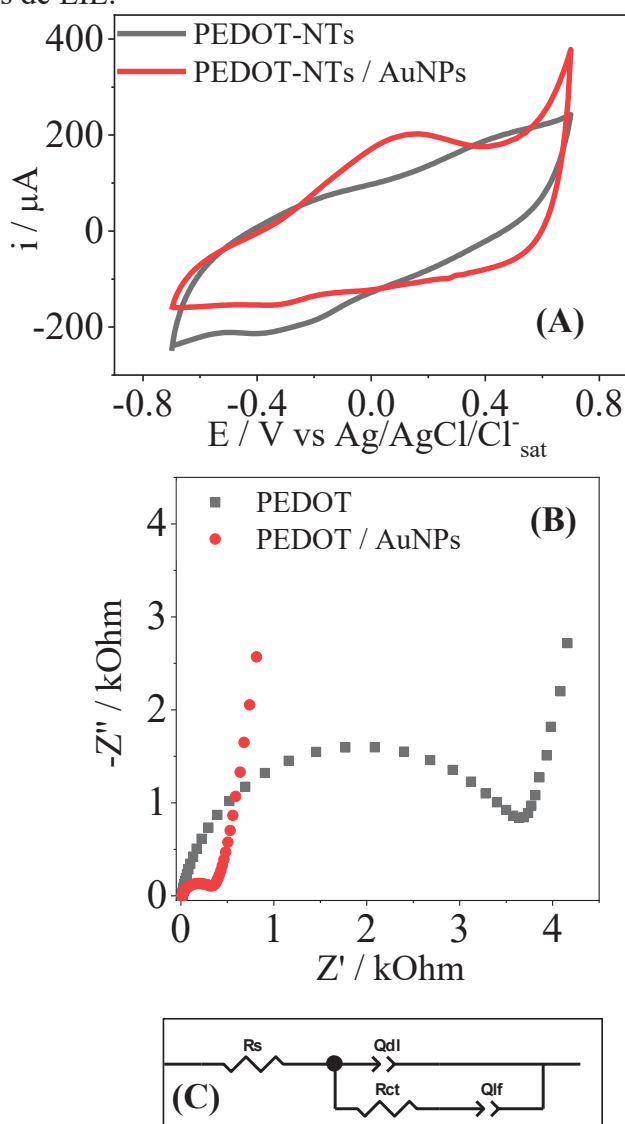 400
PEDOT-NTs
PEDOT-NTs / AuNPs
200
i / μA
0
-200
(A)
-0.8 -0.4 0.0 0.4 0.8
E / V vs Ag/AgCl/Cl⁻sat
PEDOT
(B)
4
PEDOT / AuNPs
3
-Z'' / kOhm
2
1
0
0 1 2 3 4
Z' / kOhm
Rs
Qdl
(C)
Rct
Qlf